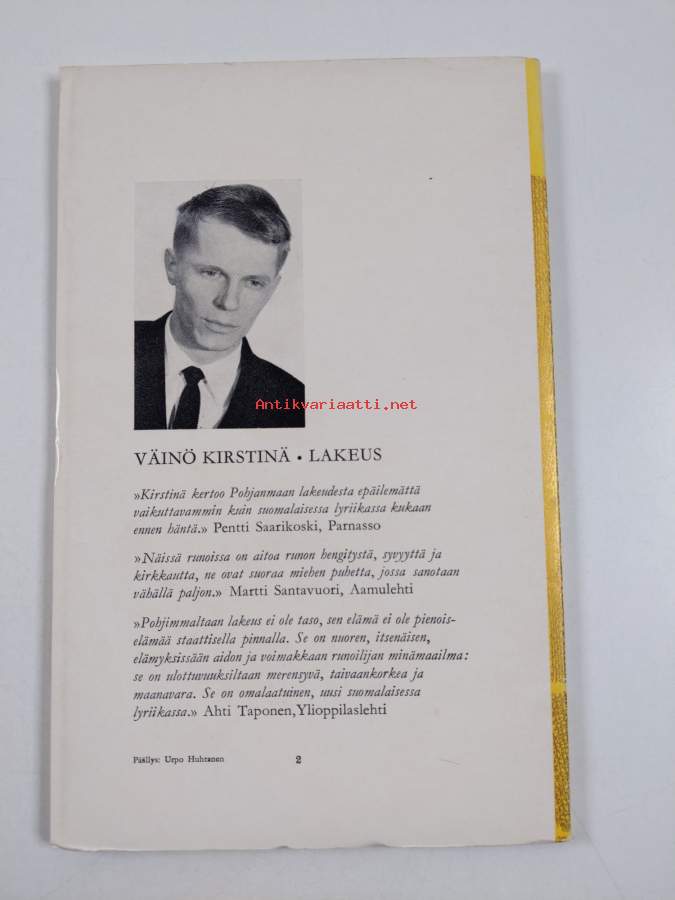 Antikvariaatti.net
VÄINÖ KIRSTINÄ • LAKEUS
»Kirstinä kertoo Pohjanmaan lakeudesta epäilemättä
vaikuttavammin kuin suomalaisessa lyriikassa kukaan
ennen häntä.» Pentti Saarikoski, Parnasso
»Näissä runoissa on aitoa runon hengitystä, syvyyttä ja
kirkkautta, ne ovat suoraa miehen puhetta, jossa sanotaan
vähällä paljon.» Martti Santavuori, Aamulehti
»Pohjimmaltaan lakeus ei ole taso, sen elämä ei ole pienois-
elämää staattisella pinnalla. Se on nuoren, itsenäisen,
elämyksissään aidon ja voimakkaan runoilijan minämaailma:
se on ulottuvuuksiltaan merensyvä, taivaankorkea ja
maanavara. Se on omalaatuinen, uusi suomalaisessa
lyriikassa.» Ahti Taponen,Ylioppilaslehti
Päällys: Urpo Huhtanen 2